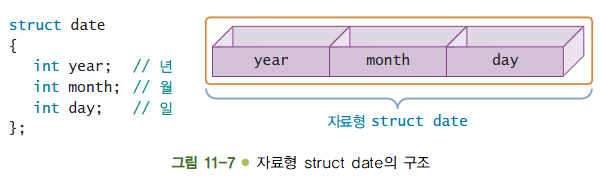 struct date
{
int year; // 년
int month; // 월
int day; // 일
};
year month day
자료형 struct date
그림 11-7 ● 자료형 struct date의 구조